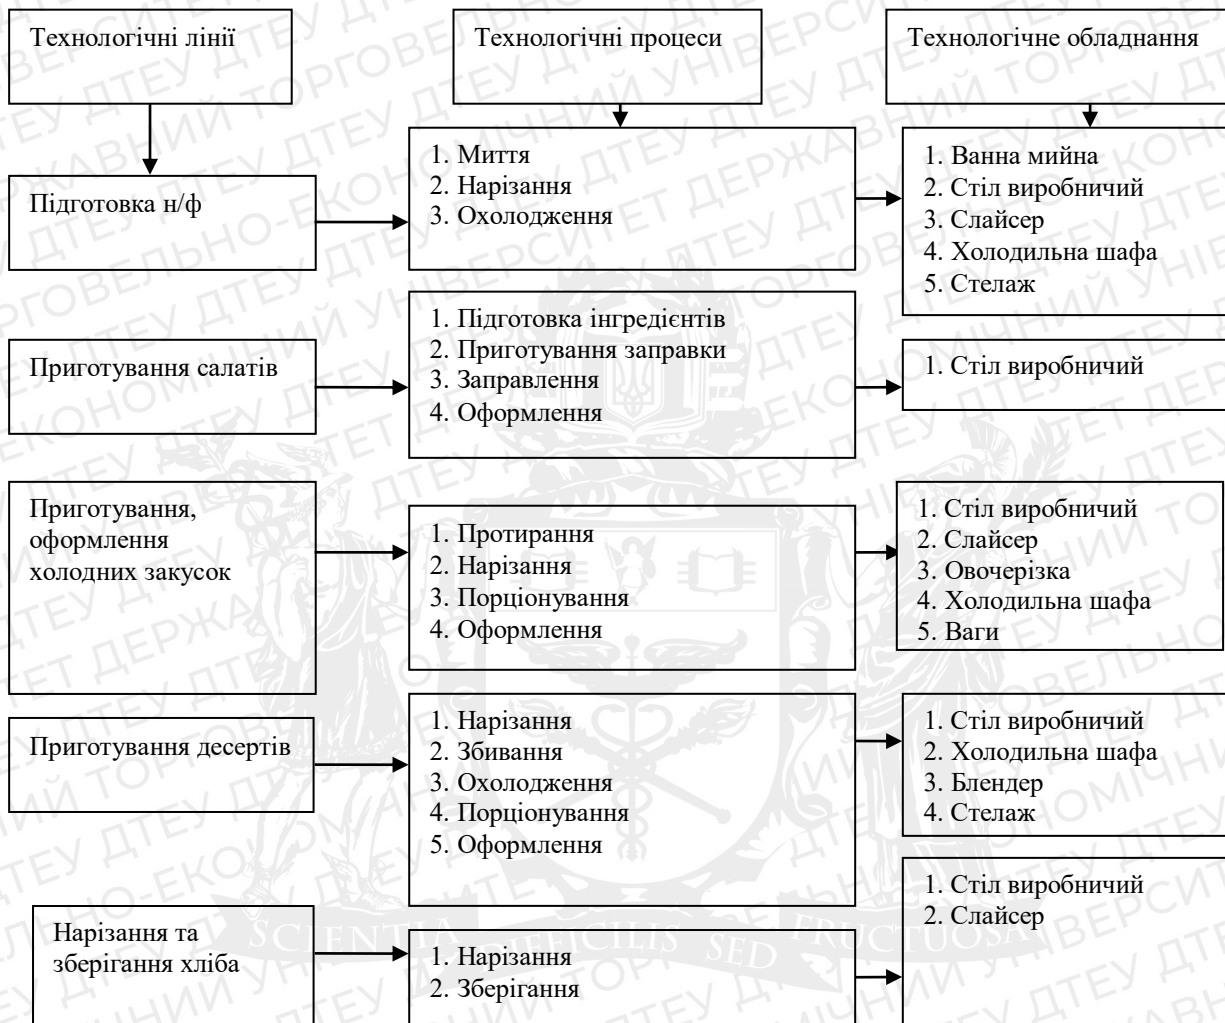 Технологічні лінії
Технологічні процеси
Технологічне обладнання
Підготовка н/ф
1. Миття
2. Нарізання
3. Охолодження
1. Ванна мийна
2. Стіл виробничий
3. Слайсер
4. Холодильна шафа
5. Стелаж
Приготування салатів
1. Підготовка інгредієнтів
2. Приготування заправки
3. Заправлення
4. Оформлення
1. Стіл виробничий
Приготування,
оформлення
холодних закусок
1. Протирання
2. Нарізання
3. Порціонування
4. Оформлення
1. Стіл виробничий
2. Слайсер
3. Овочерізка
4. Холодильна шафа
5. Ваги
Приготування десертів
1. Нарізання
2. Збивання
3. Охолодження
4. Порціонування
5. Оформлення
1. Стіл виробничий
2. Холодильна шафа
3. Блендер
4. Стелаж
Нарізання та
зберігання хліба
1. Нарізання
2. Зберігання
1. Стіл виробничий
2. Слайсер
SCIENTIA DIFFICILIS SED FRUCTUOSA